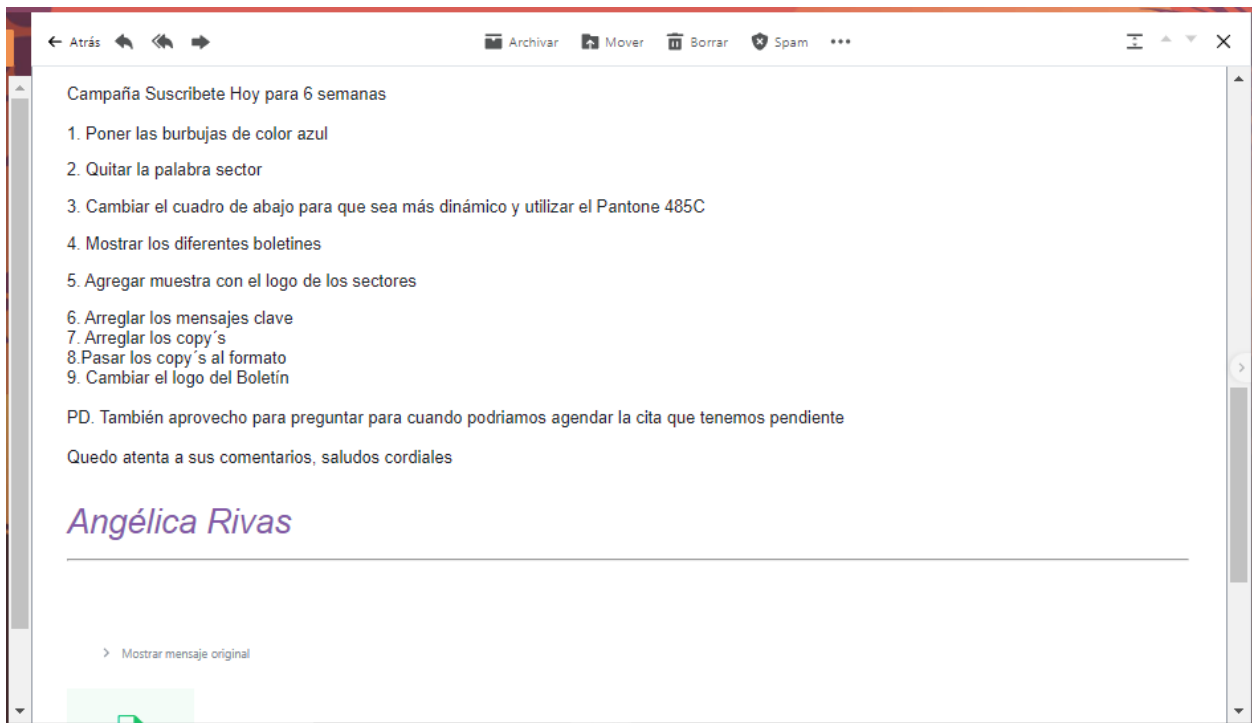 Atrás
Archivar Mover Borrar Spam
Campaña Suscribete Hoy para 6 semanas
1. Poner las burbujas de color azul
2. Quitar la palabra sector
3. Cambiar el cuadro de abajo para que sea más dinámico y utilizar el Pantone 485C
4. Mostrar los diferentes boletines
5. Agregar muestra con el logo de los sectores
6. Arreglar los mensajes clave
7. Arreglar los copy´s
8.Pasar los copy´s al formato
9. Cambiar el logo del Boletín
PD. También aprovecho para preguntar para cuando podriamos agendar la cita que tenemos pendiente
Quedo atenta a sus comentarios, saludos cordiales
Angélica Rivas
Mostrar mensaje original